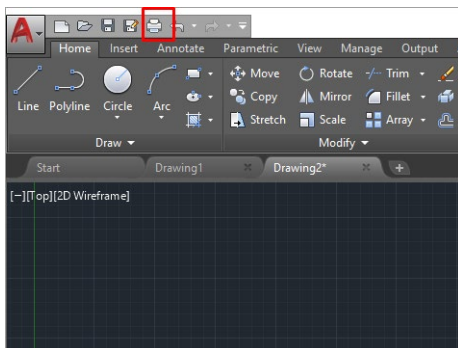 A
Home Insert Annotate Parametric View Manage Output
Line Polyline Circle Arc Move Rotate Trim
Copy Mirror Fillet
Stretch Scale Array
Draw Modify
Start Drawing1 Drawing2*
[−][Top][2D Wireframe]